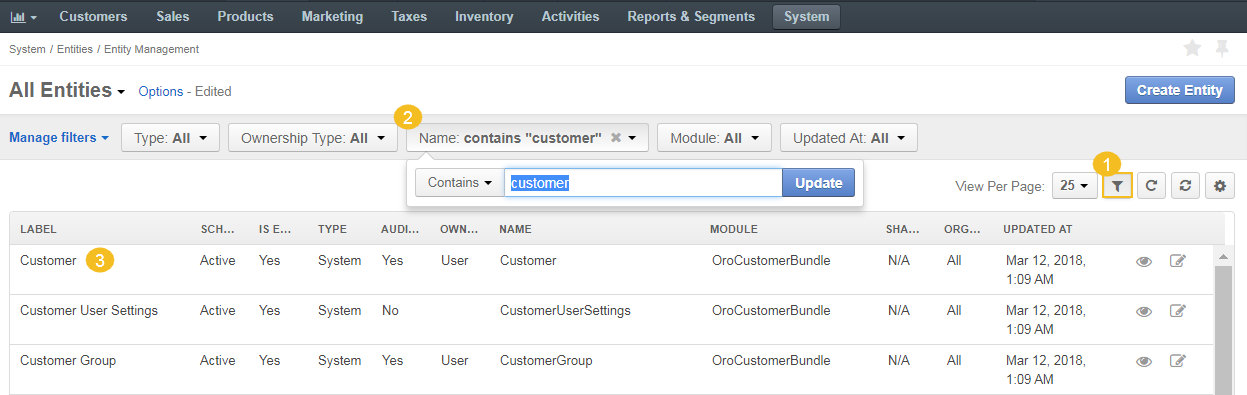 Customers Sales Products Marketing Taxes Inventory Activities Reports & Segments System
System / Entities / Entity Management
All Entities Options - Edited Create Entity
2
Manage filters Type: All Ownership Type: All Name: contains "customer" Module: All Updated At: All
Contains customer Update
1
View Per Page: 25
LABEL SCH... IS E... TYPE AUDI... OWN... NAME MODULE SHA... ORG... UPDATED AT
Customer 3 Active Yes System Yes User Customer OroCustomerBundle N/A All Mar 12, 2018,
1:09 AM
Customer User Settings Active Yes System No CustomerUserSettings OroCustomerBundle N/A All Mar 12, 2018,
1:09 AM
Customer Group Active Yes System Yes User CustomerGroup OroCustomerBundle N/A All Mar 12, 2018,
1:09 AM